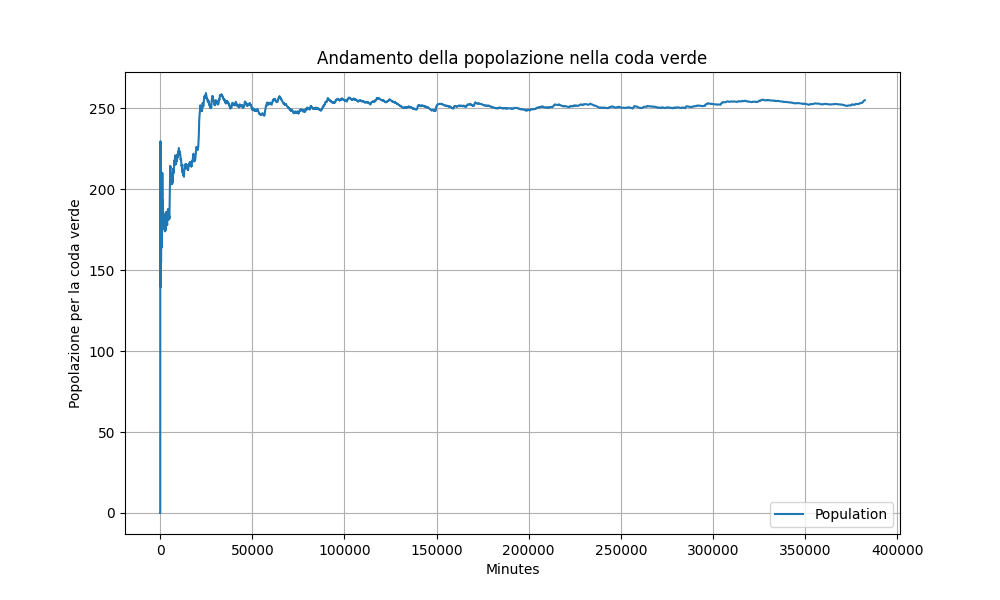 Andamento della popolazione nella coda verde
Popolazione per la coda verde
250
200
150
100
50
0
0 50000 100000 150000 200000 250000 300000 350000 400000
Minutes
Population